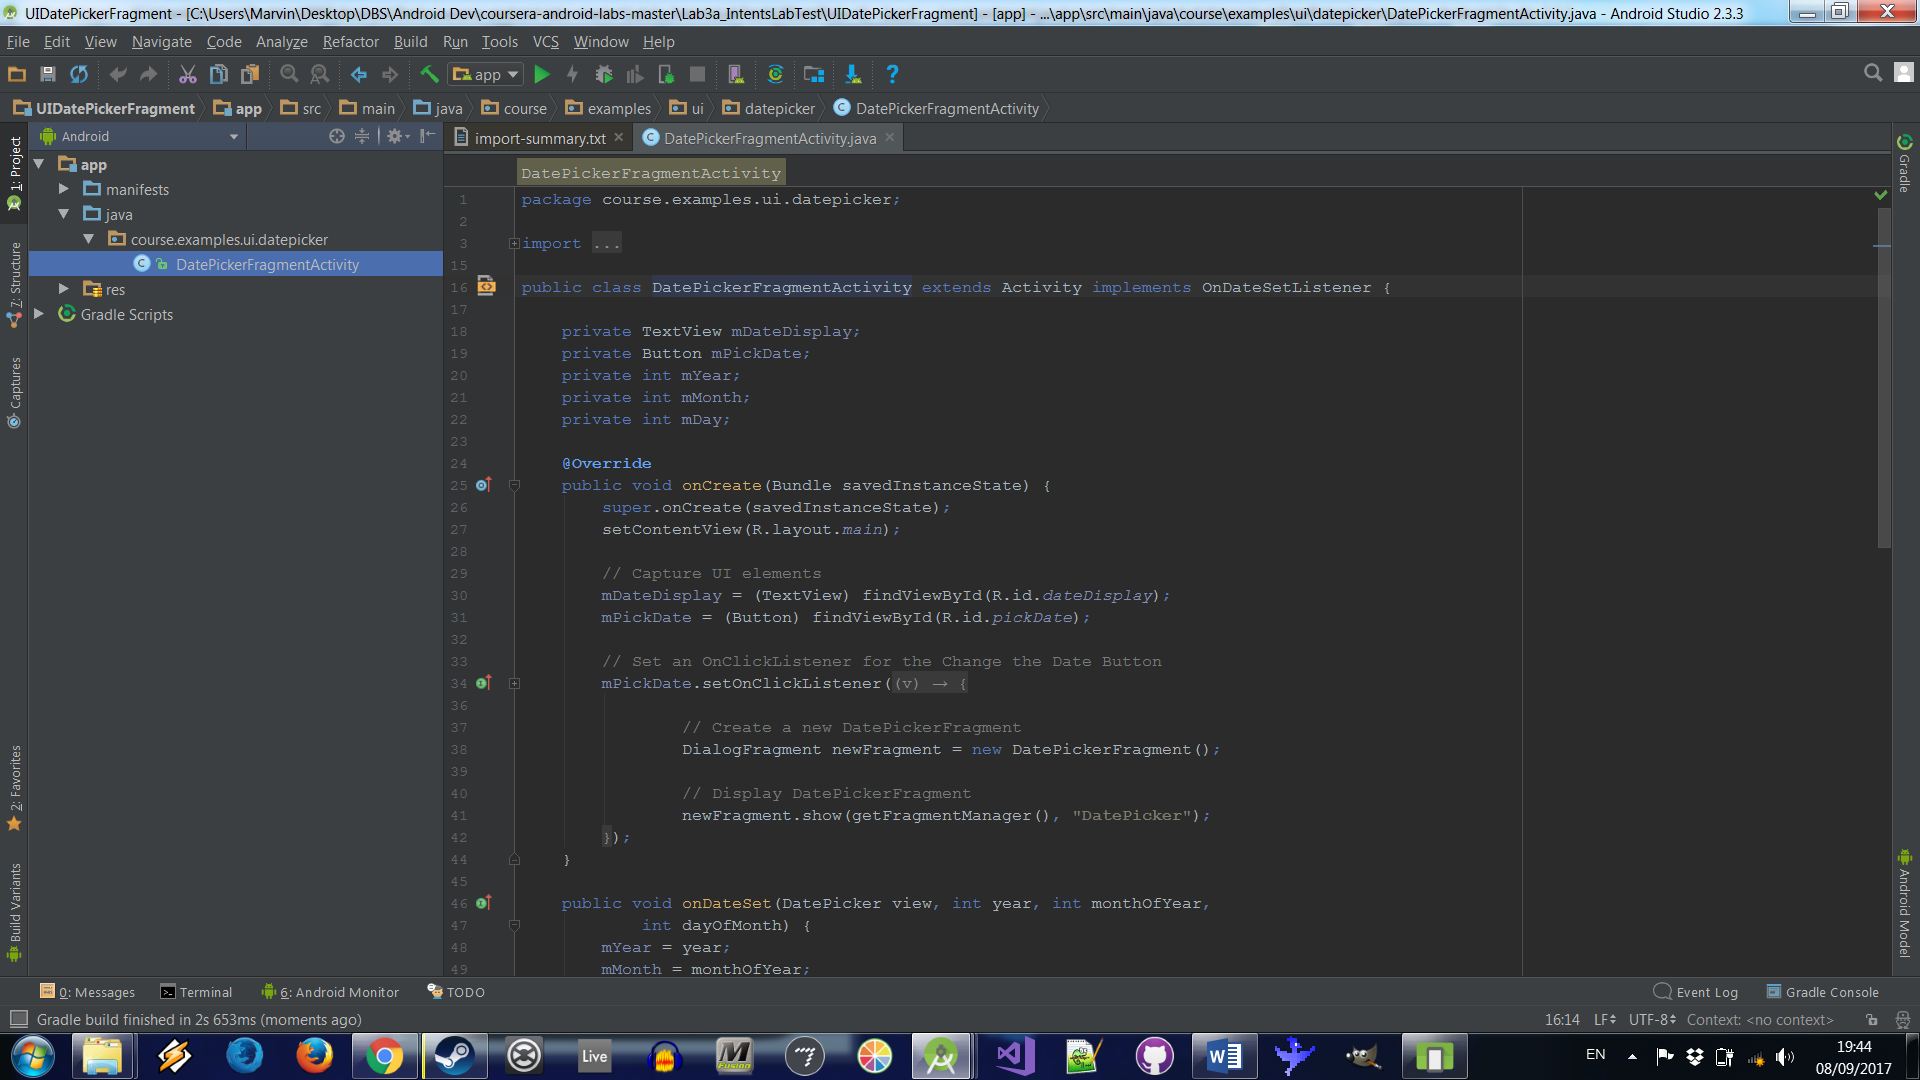 UIDatePickerFragment - [C:\Users\Marvin\Desktop\DBS\Android Dev\coursera-android-labs-master\Lab3a_IntentsLabTest\UIDatePickerFragment] - [app] - ...\app\src\main\java\course\examples\ui\datepicker\DatePickerFragmentActivity.java - Android Studio 2.3.3
File Edit View Navigate Code Analyze Refactor Build Run Tools VCS Window Help
app
UIDatePickerFragment app src main java course examples ui datepicker DatePickerFragmentActivity
1: Project
7: Structure
Captures
2: Favorites
Build Variants
Android
app
manifests
java
course.examples.ui.datepicker
DatePickerFragmentActivity
res
Gradle Scripts
import-summary.txt DatePickerFragmentActivity.java
DatePickerFragmentActivity
1 package course.examples.ui.datepicker;
2
3 import ...
15
16 public class DatePickerFragmentActivity extends Activity implements OnDateSetListener {
17
18 private TextView mDateDisplay;
19 private Button mPickDate;
20 private int mYear;
21 private int mMonth;
22 private int mDay;
23
24 @Override
25 public void onCreate(Bundle savedInstanceState) {
26 super.onCreate(savedInstanceState);
27 setContentView(R.layout.main);
28
29 // Capture UI elements
30 mDateDisplay = (TextView) findViewById(R.id.dateDisplay);
31 mPickDate = (Button) findViewById(R.id.pickDate);
32
33 // Set an OnClickListener for the Change the Date Button
34 mPickDate.setOnClickListener((v) → {
36
37 // Create a new DatePickerFragment
38 DialogFragment newFragment = new DatePickerFragment();
39
40 // Display DatePickerFragment
41 newFragment.show(getFragmentManager(), "DatePicker");
42 });
44 }
45
46 public void onDateSet(DatePicker view, int year, int monthOfYear,
47 int dayOfMonth) {
48 mYear = year;
49 mMonth = monthOfYear;
Gradle
Android Model
0: Messages Terminal 6: Android Monitor TODO Event Log Gradle Console
Gradle build finished in 2s 653ms (moments ago) 16:14 LF UTF-8 Context: <no context>
Live
EN
19:44
08/09/2017